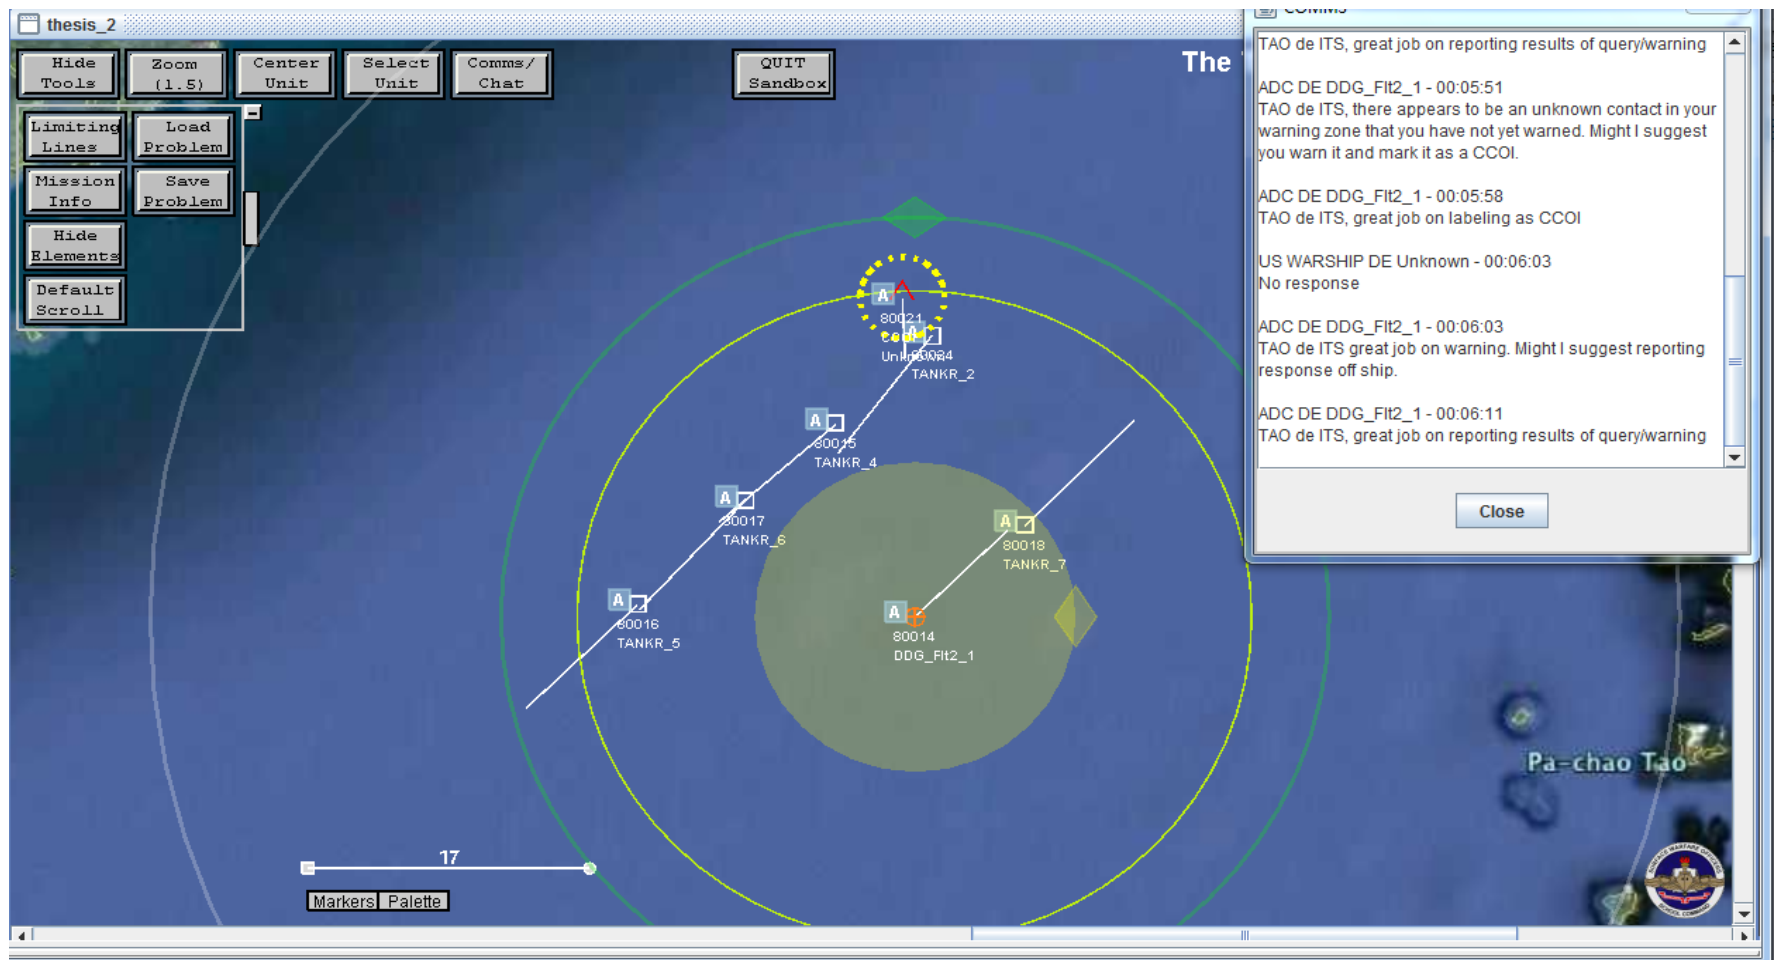 thesis_2
COMMS
Hide
Tools
Zoom
(1.5)
Center
Unit
Select
Unit
Comms/
Chat
QUIT
Sandbox
The
Limiting
Lines
Load
Problem
Mission
Info
Save
Problem
Hide
Elements
Default
Scroll
TAO de ITS, great job on reporting results of query/warning
ADC DE DDG_Flt2_1 - 00:05:51
TAO de ITS, there appears to be an unknown contact in your
warning zone that you have not yet warned. Might I suggest
you warn it and mark it as a CCOI.
ADC DE DDG_Flt2_1 - 00:05:58
TAO de ITS, great job on labeling as CCOI
US WARSHIP DE Unknown - 00:06:03
No response
ADC DE DDG_Flt2_1 - 00:06:03
TAO de ITS great job on warning. Might I suggest reporting
response off ship.
ADC DE DDG_Flt2_1 - 00:06:11
TAO de ITS, great job on reporting results of query/warning
Close
A
80021
Unknown
A
TANKR_2
A
80015
TANKR_4
A
80017
TANKR_6
A
80018
TANKR_7
A
80016
TANKR_5
A
80014
DDG_Flt2_1
Pa-chao Tao
17
Markers
Palette
SURFACE WARFARE OFFICERS
SCHOOL COMMAND